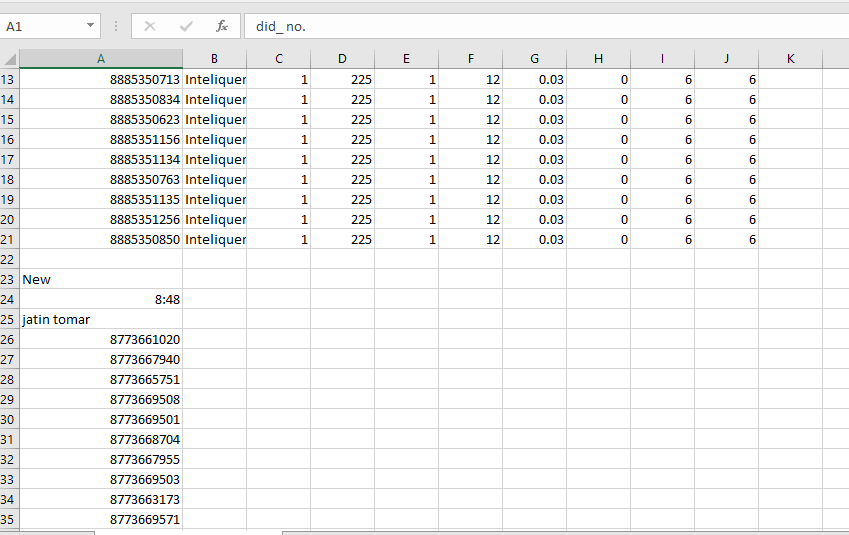 A1 fx did_ no.
A B C D E F G H I J K
13 8885350713 Inteliquer 1 225 1 12 0.03 0 6 6
14 8885350834 Inteliquer 1 225 1 12 0.03 0 6 6
15 8885350623 Inteliquer 1 225 1 12 0.03 0 6 6
16 8885351156 Inteliquer 1 225 1 12 0.03 0 6 6
17 8885351134 Inteliquer 1 225 1 12 0.03 0 6 6
18 8885350763 Inteliquer 1 225 1 12 0.03 0 6 6
19 8885351135 Inteliquer 1 225 1 12 0.03 0 6 6
20 8885351256 Inteliquer 1 225 1 12 0.03 0 6 6
21 8885350850 Inteliquer 1 225 1 12 0.03 0 6 6
22
23 New
24 8:48
25 jatin tomar
26 8773661020
27 8773667940
28 8773665751
29 8773669508
30 8773669501
31 8773668704
32 8773667955
33 8773669503
34 8773663173
35 8773669571